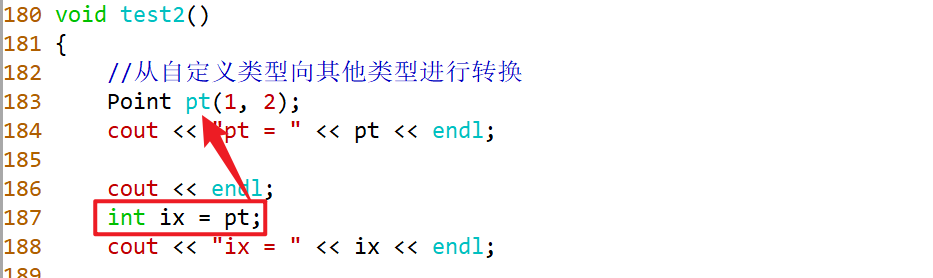 180 void test2()
181 {
182     //从自定义类型向其他类型进行转换
183     Point pt(1, 2);
184     cout << "pt = " << pt << endl;
185
186     cout << endl;
187     int ix = pt;
188     cout << "ix = " << ix << endl;
189